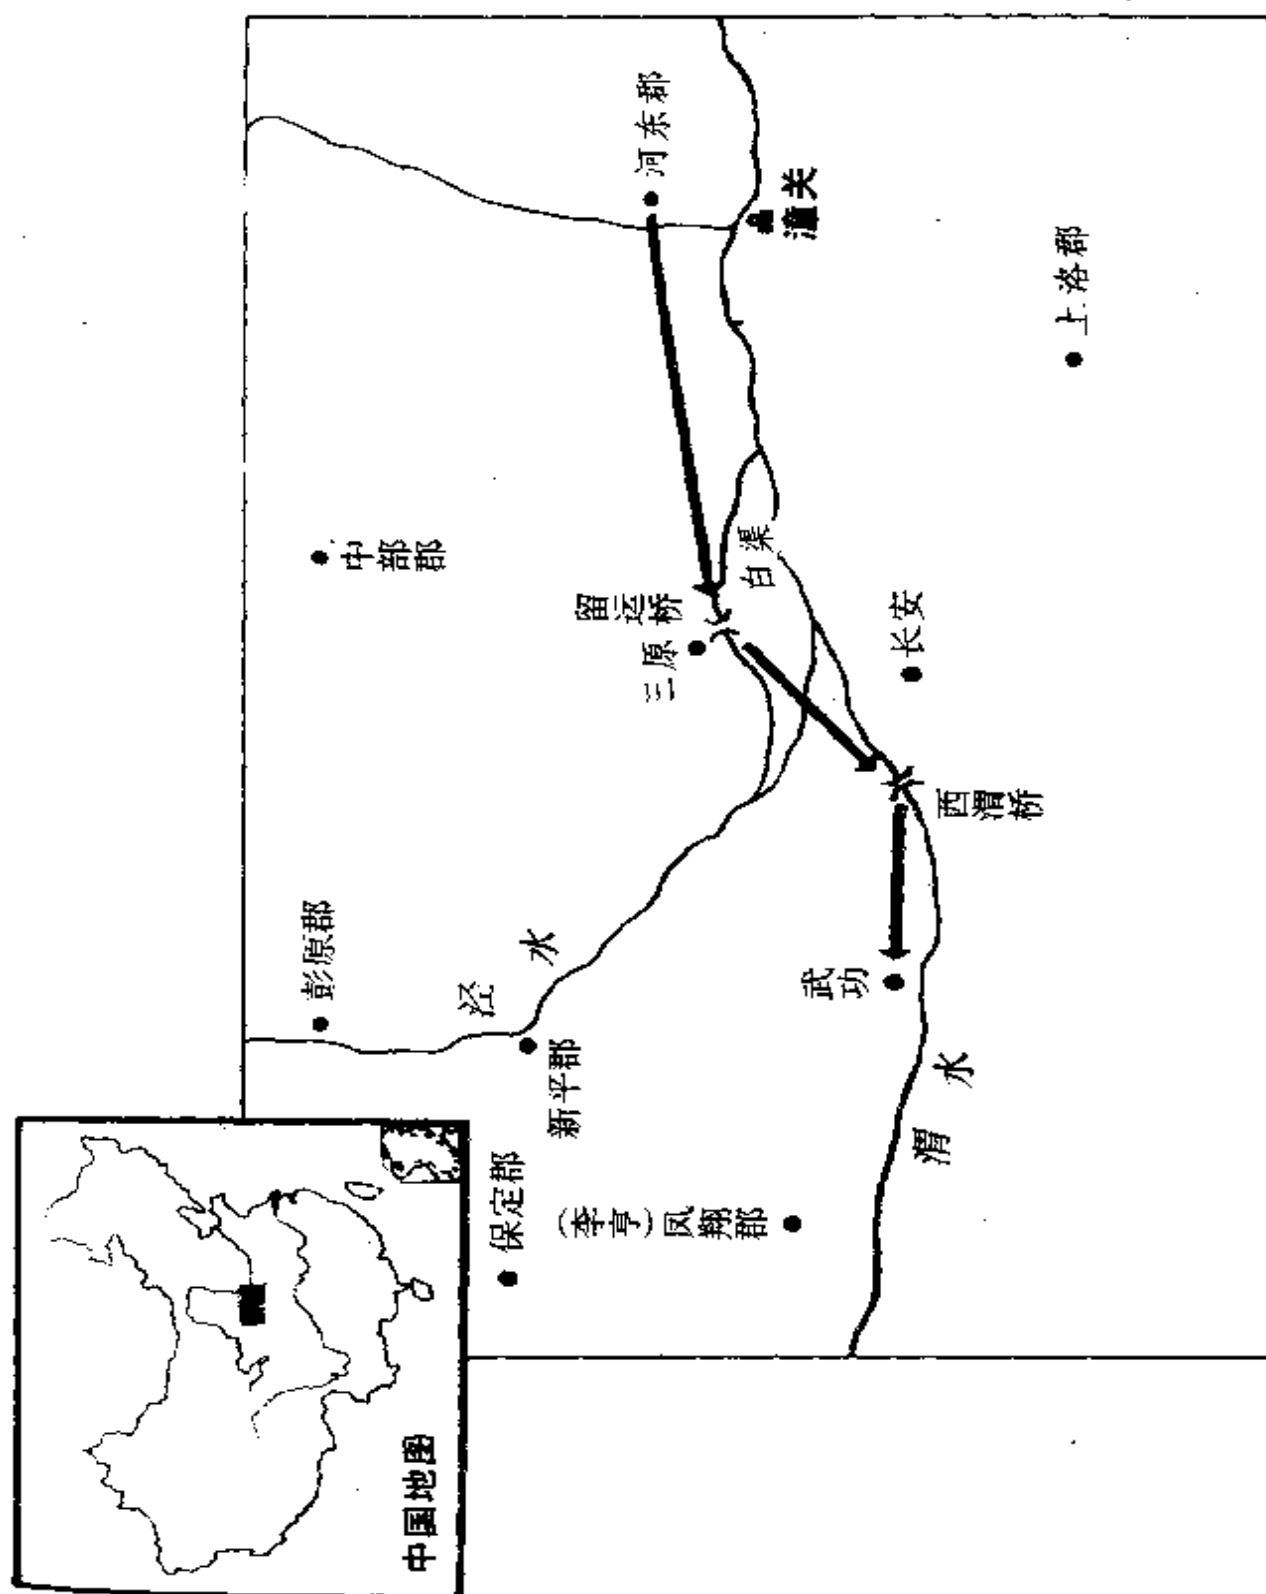 彭原郡
中部郡
河东郡
泾水
新平郡
保定郡
(李亨)凤翔郡
三原
留运桥
白渠
潼关
武功
西渭桥
长安
上洛郡
渭水
中国地图